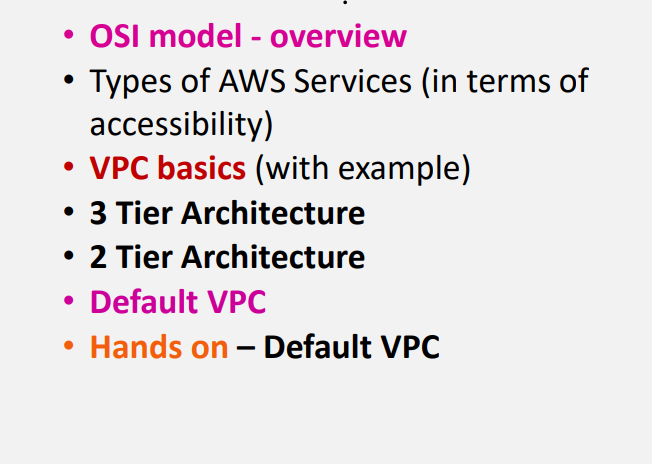 • OSI model - overview
• Types of AWS Services (in terms of
accessibility)
• VPC basics (with example)
• 3 Tier Architecture
• 2 Tier Architecture
• Default VPC
• Hands on – Default VPC